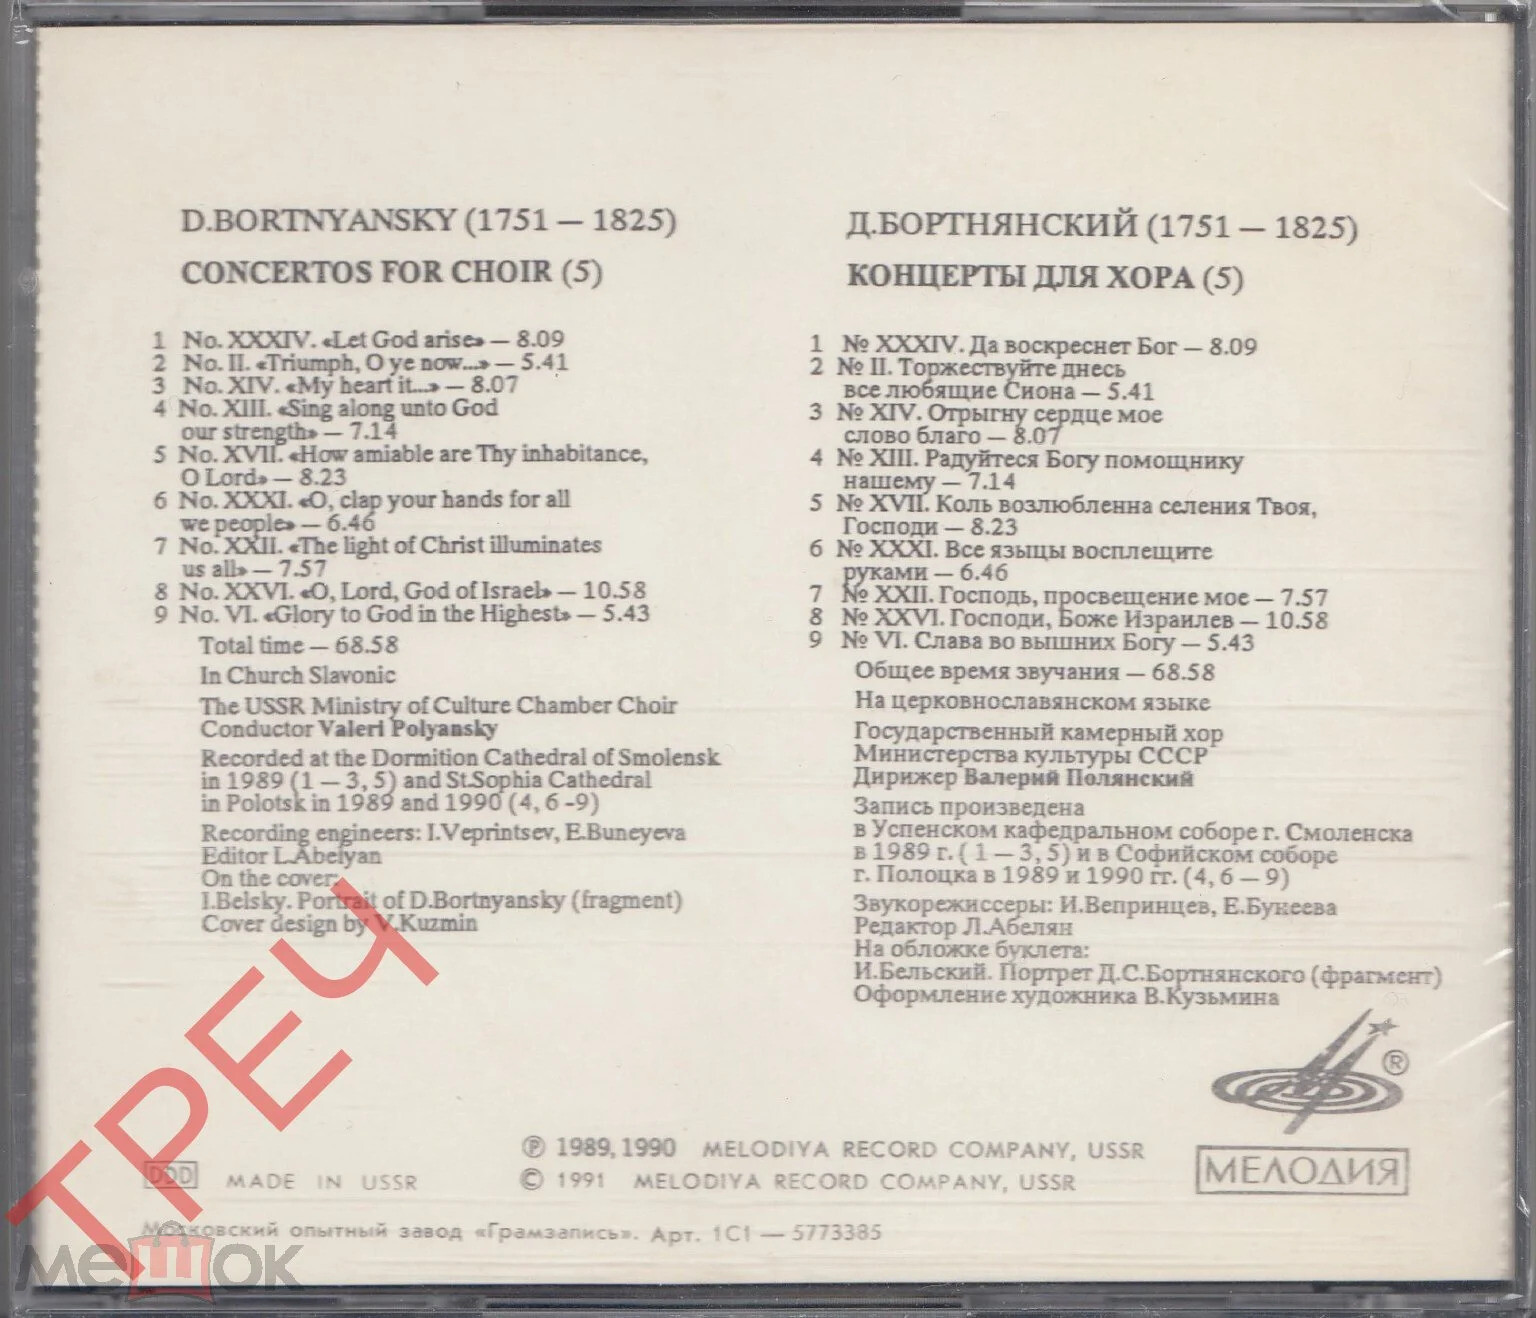 D.BORTNYANSKY (1751 — 1825)
CONCERTOS FOR CHOIR (5)
1 No. XXXIV. «Let God arise» — 8.09
2 No. II. «Triumph, O ye now...» — 5.41
3 No. XIV. «My heart it...» — 8.07
4 No. XIII. «Sing along unto God
our strength» — 7.14
5 No. XVII. «How amiable are Thy inhabitance,
O Lord» — 8.23
6 No. XXXI. «O, clap your hands for all
we people» — 6.46
7 No. XXII. «The light of Christ illuminates
us all» — 7.57
8 No. XXVI. «O, Lord, God of Israel» — 10.58
9 No. VI. «Glory to God in the Highest» — 5.43
Total time — 68.58
In Church Slavonic
The USSR Ministry of Culture Chamber Choir
Conductor Valeri Polyansky
Recorded at the Dormition Cathedral of Smolensk
in 1989 (1 — 3, 5) and St.Sophia Cathedral
in Polotsk in 1989 and 1990 (4, 6 -9)
Recording engineers: I.Veprintsev, E.Buneyeva
Editor L.Abelyan
On the cover:
I.Belsky. Portrait of D.Bortnyansky (fragment)
Cover design by V.Kuzmin
Д.БОРТНЯНСКИЙ (1751 — 1825)
КОНЦЕРТЫ ДЛЯ ХОРА (5)
1 № XXXIV. Да воскреснет Бог — 8.09
2 № II. Торжествуйте днесь
все любящие Сиона — 5.41
3 № XIV. Отрыгну сердце мое
слово благо — 8.07
4 № XIII. Радуйтеся Богу помощнику
нашему — 7.14
5 № XVII. Коль возлюбленна селения Твоя,
Господи — 8.23
6 № XXXI. Все языцы восплещите
руками — 6.46
7 № XXII. Господь, просвещение мое — 7.57
8 № XXVI. Господи, Боже Израилев — 10.58
9 № VI. Слава во вышних Богу — 5.43
Общее время звучания — 68.58
На церковнославянском языке
Государственный камерный хор
Министерства культуры СССР
Дирижер Валерий Полянский
Запись произведена
в Успенском кафедральном соборе г. Смоленска
в 1989 г. ( 1 — 3, 5) и в Софийском соборе
г. Полоцка в 1989 и 1990 гг. (4, 6 — 9)
Звукорежиссеры: И.Вепринцев, Е.Бунеева
Редактор Л.Абелян
На обложке буклета:
И.Бельский. Портрет Д.С.Бортнянского (фрагмент)
Оформление художника В.Кузьмина
®
МЕЛОДИЯ
℗ 1989, 1990 MELODIYA RECORD COMPANY, USSR
© 1991 MELODIYA RECORD COMPANY, USSR
DDD MADE IN USSR
Московский опытный завод «Грамзапись». Арт. 1С1 — 5773385
ТРЕЧ
мешок